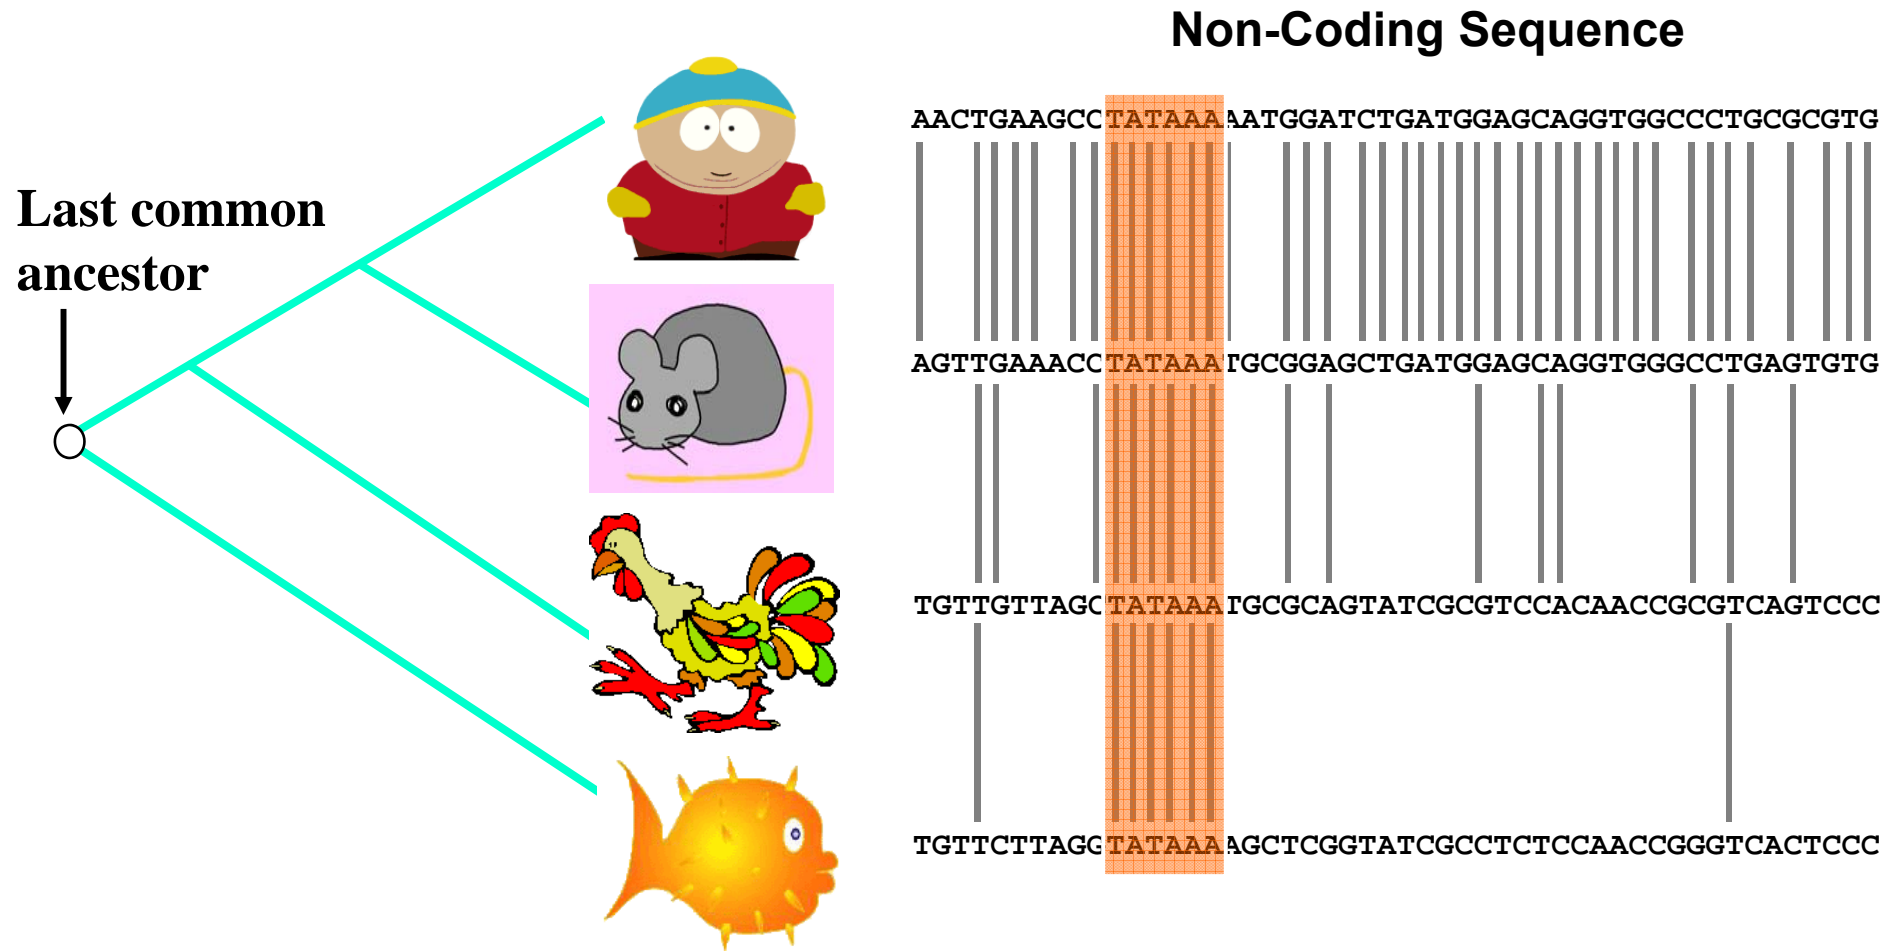 Non-Coding Sequence
AACTGAAGCCTATAAAAATGGATCTGATGGAGCAGGTGGCCCTGCGCGTG
Last common
ancestor
AGTTGAAACCTATAAATGCGGAGCTGATGGAGCAGGTGGGCCTGAGTGTG
TGTTGTTAGCTATAAATGCGCAGTATCGCGTCCACAACCGCGTCAGTCCC
TGTTCTTAGGTATAAAAGCTCGGTATCGCCTCTCCAACCGGGTCACTCCC